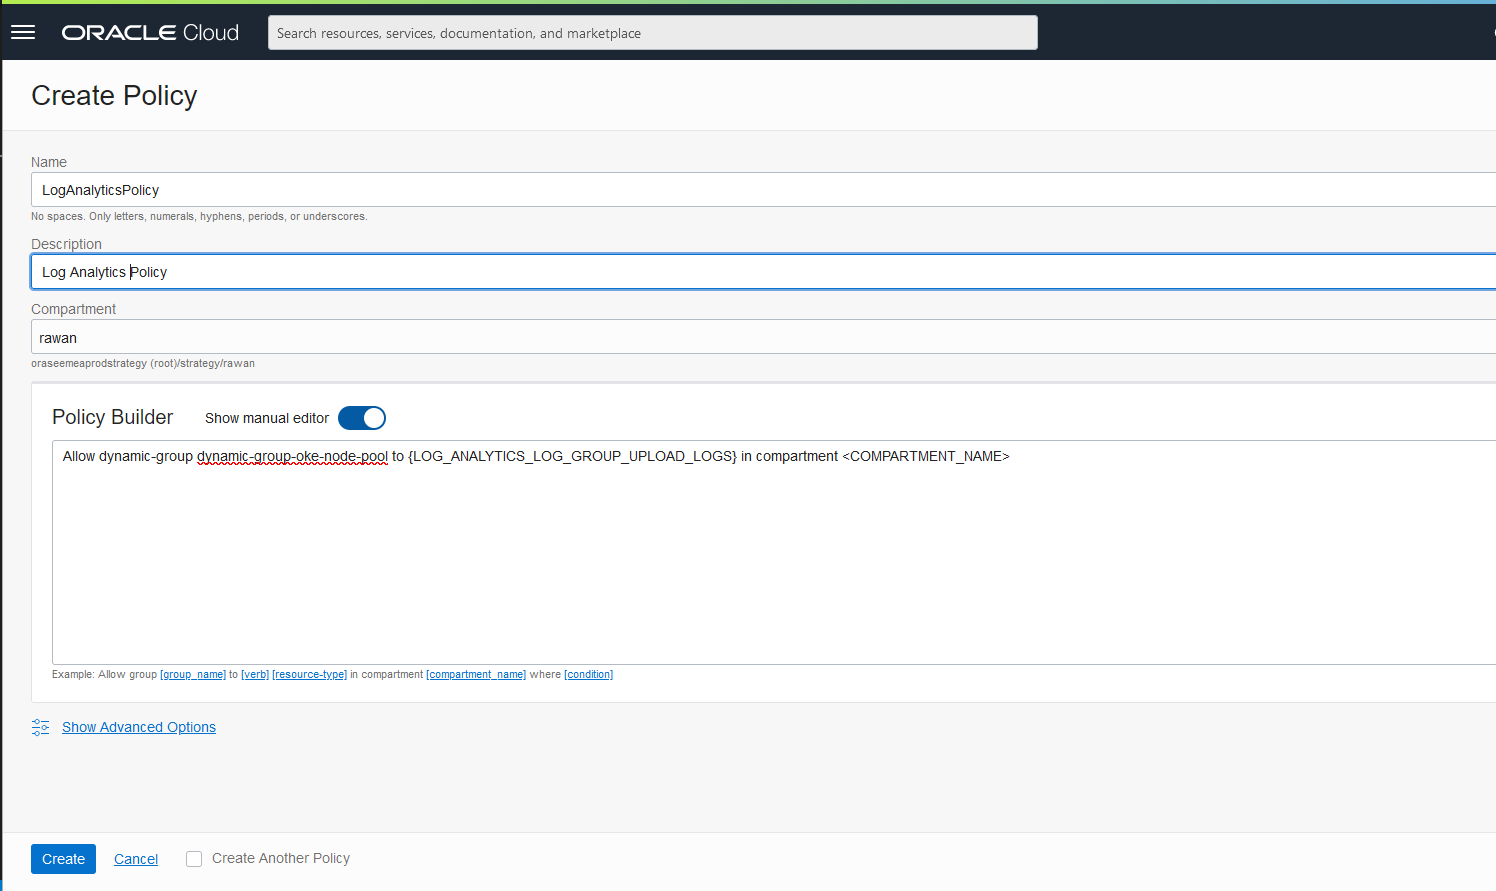 ORACLE Cloud
Search resources, services, documentation, and marketplace
Create Policy
Name
LogAnalyticsPolicy
No spaces. Only letters, numerals, hyphens, periods, or underscores.
Description
Log Analytics Policy
Compartment
rawan
oraseemeaprodstrategy (root)/strategy/rawan
Policy Builder Show manual editor
Allow dynamic-group dynamic-group-oke-node-pool to {LOG_ANALYTICS_LOG_GROUP_UPLOAD_LOGS} in compartment <COMPARTMENT_NAME>
Example: Allow group [group_name] to [verb] [resource-type] in compartment [compartment_name] where [condition]
Show Advanced Options
Create Cancel Create Another Policy